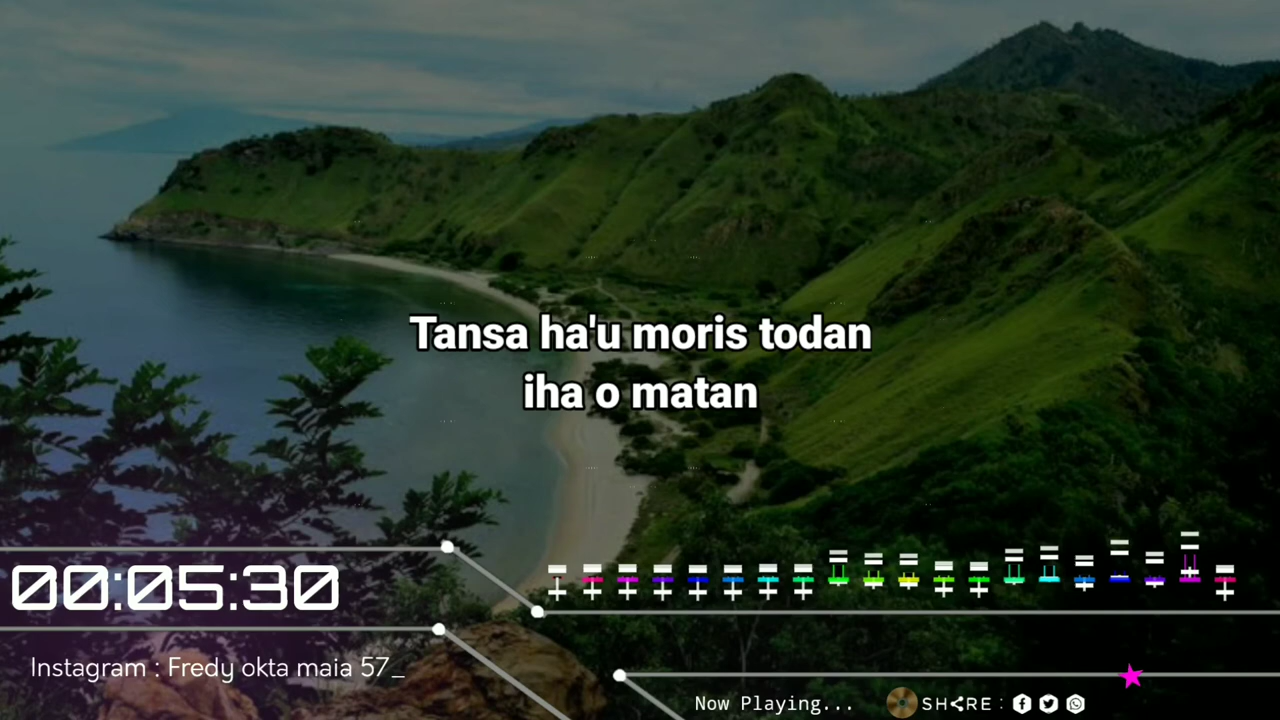 Tansa ha'u moris todan
iha o matan
00:05:30
Instagram : Fredy okta maia 57_
Now Playing...
SHARE :